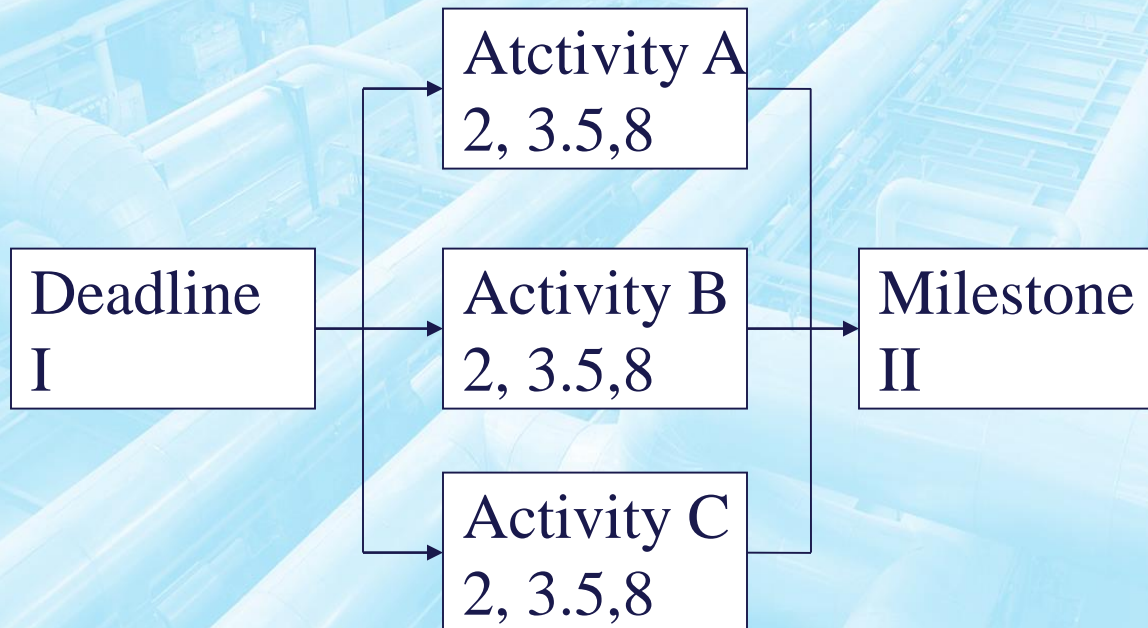 Atctivity A
2, 3.5,8
Deadline
I
Activity B
2, 3.5,8
Milestone
II
Activity C
2, 3.5,8